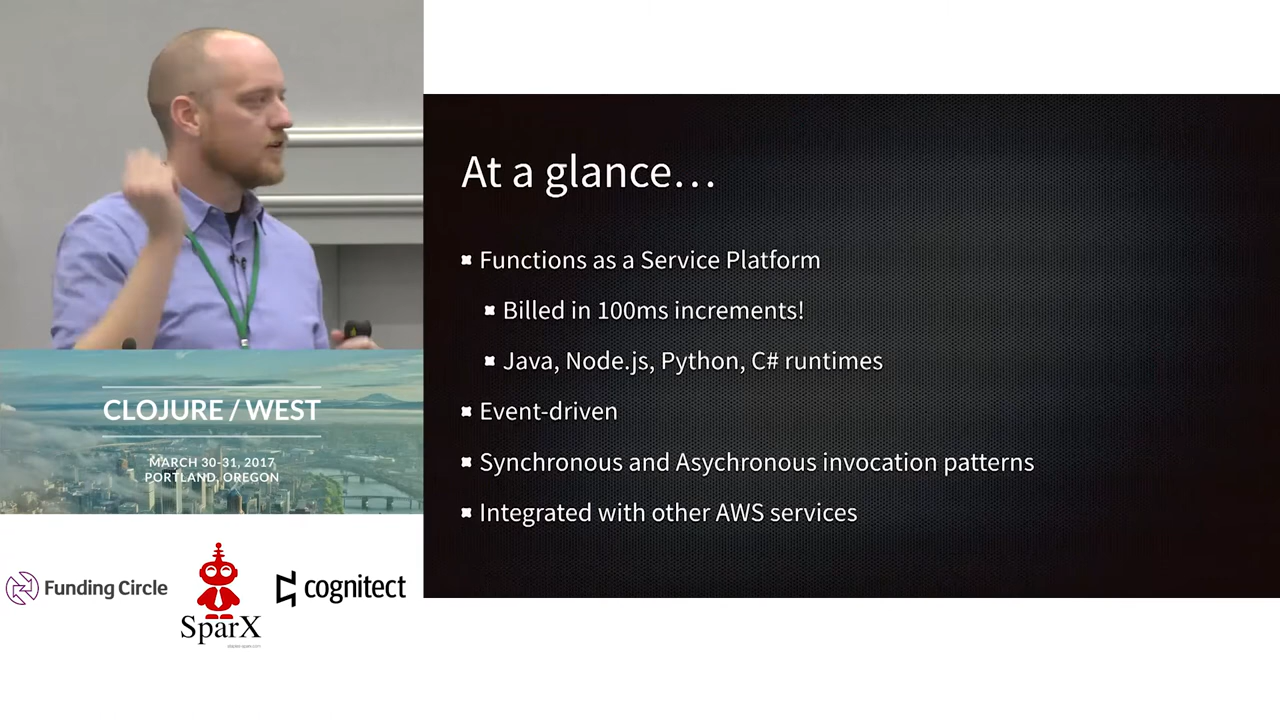 At a glance…
Functions as a Service Platform
Billed in 100ms increments!
Java, Node.js, Python, C# runtimes
Event-driven
Synchronous and Asychronous invocation patterns
Integrated with other AWS services
CLOJURE / WEST
MARCH 30-31, 2017
PORTLAND, OREGON
Funding Circle
SparX
cognitect